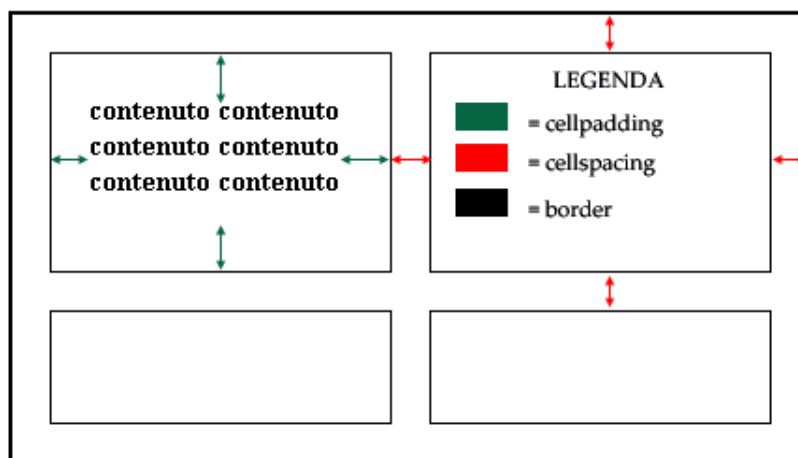 contenuto contenuto
contenuto contenuto
contenuto contenuto
LEGENDA
= cellpadding
= cellspacing
= border